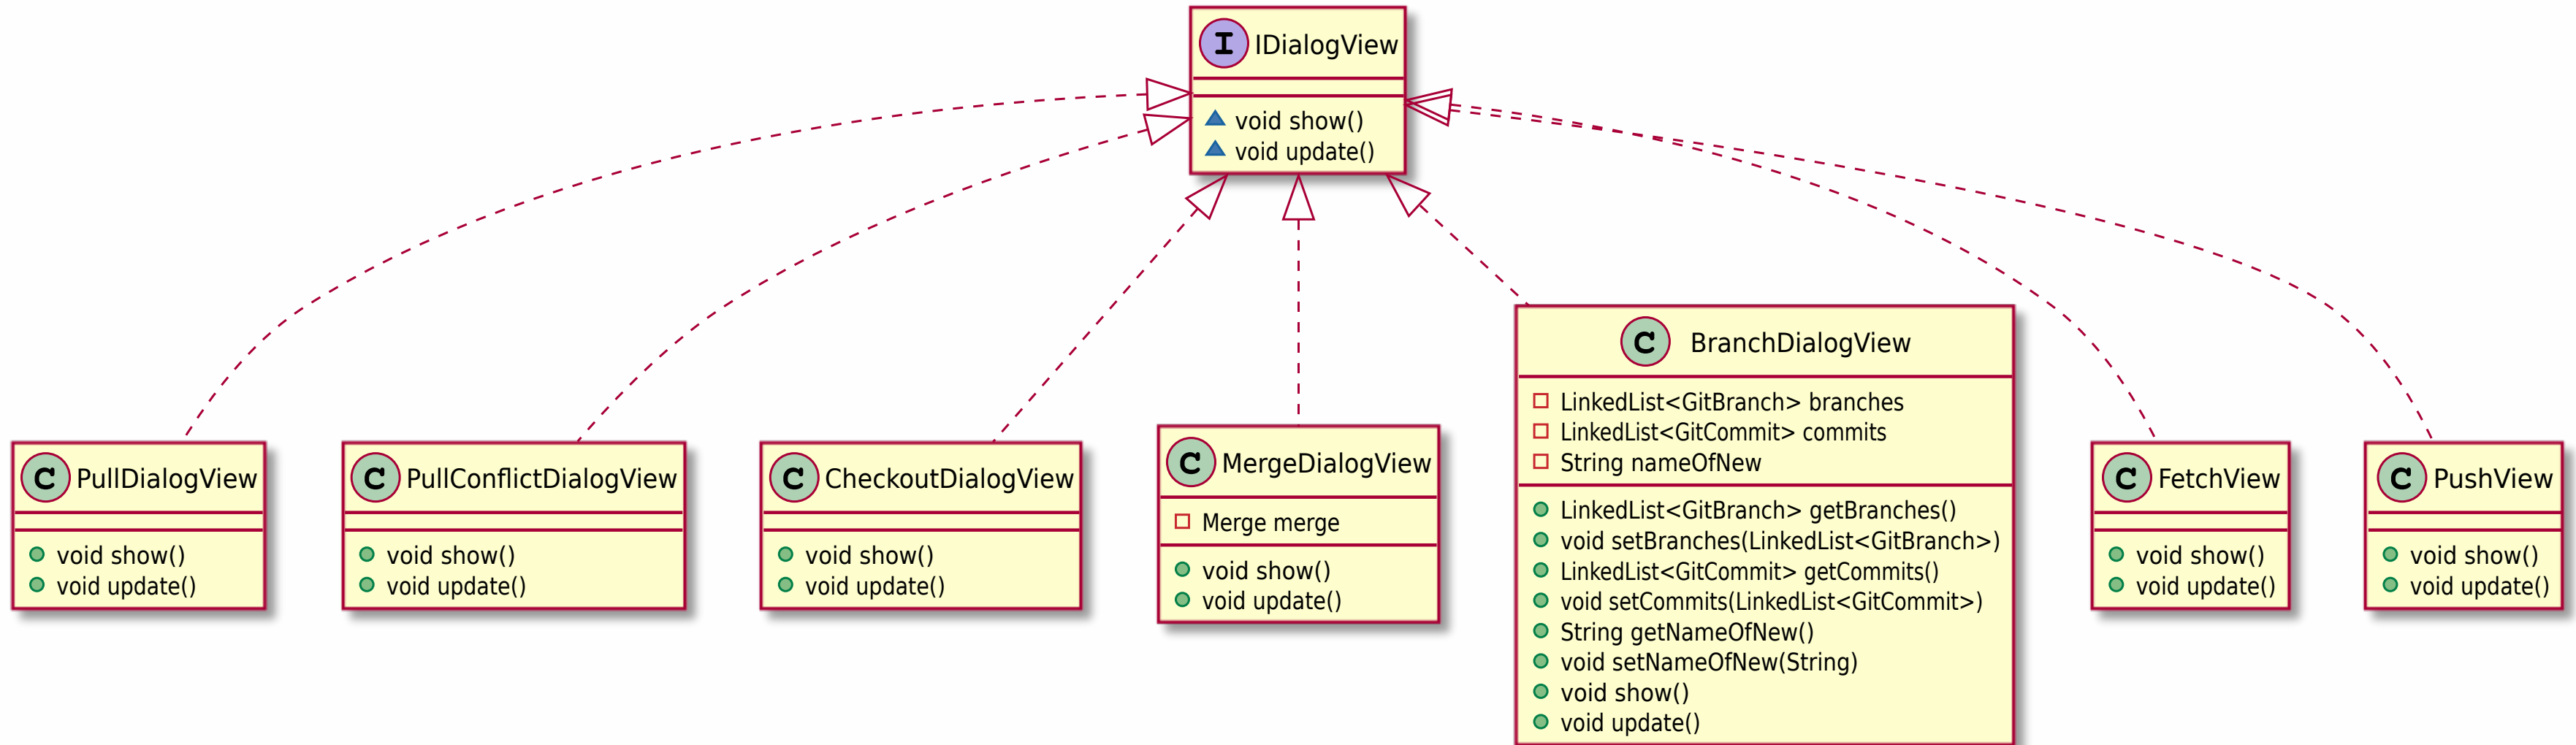 I IDialogView
void show()
void update()
C PullDialogView
void show()
void update()
C PullConflictDialogView
void show()
void update()
C CheckoutDialogView
void show()
void update()
C MergeDialogView
Merge merge
void show()
void update()
C BranchDialogView
LinkedList<GitBranch> branches
LinkedList<GitCommit> commits
String nameOfNew
LinkedList<GitBranch> getBranches()
void setBranches(LinkedList<GitBranch>)
LinkedList<GitCommit> getCommits()
void setCommits(LinkedList<GitCommit>)
String getNameOfNew()
void setNameOfNew(String)
void show()
void update()
C FetchView
void show()
void update()
C PushView
void show()
void update()